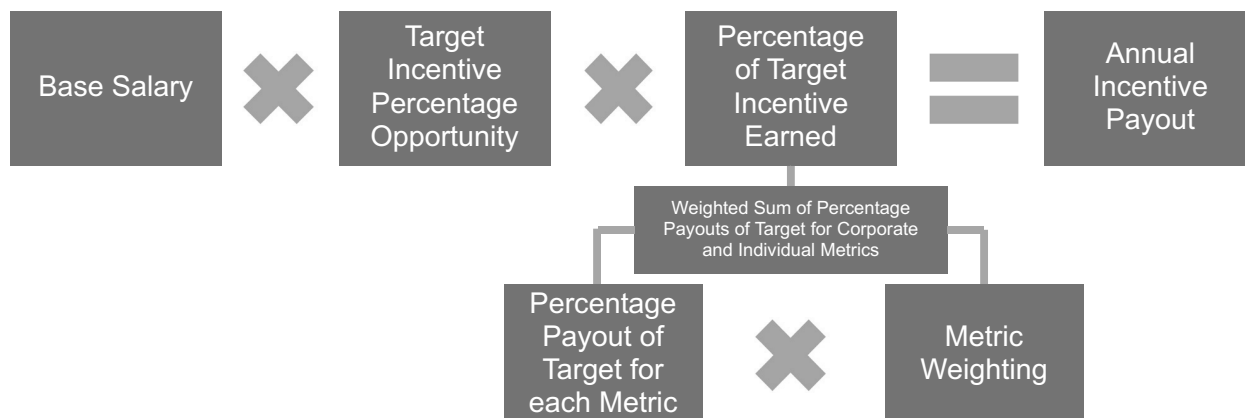 Base Salary
Target
Incentive
Percentage
Opportunity
Percentage
of Target
Incentive
Earned
Annual
Incentive
Payout
Weighted Sum of Percentage
Payouts of Target for Corporate
and Individual Metrics
Percentage
Payout of
Target for
each Metric
Metric
Weighting